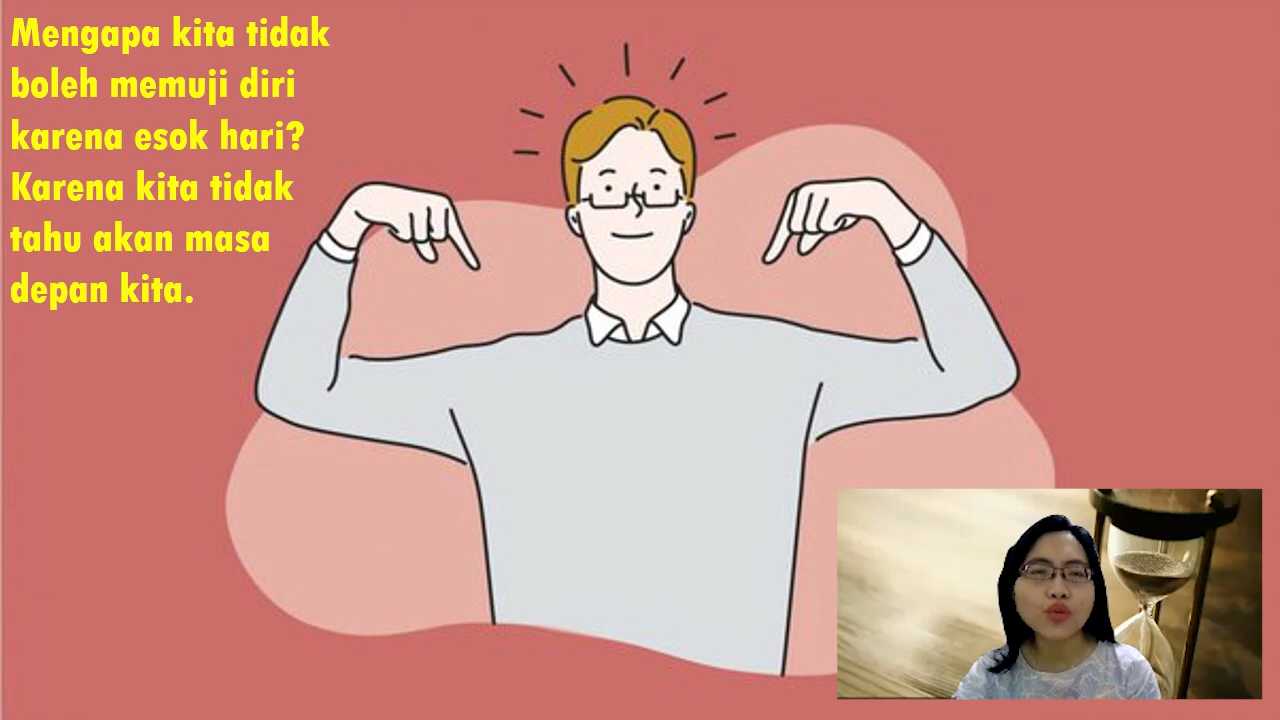 Mengapa kita tidak
boleh memuji diri
karena esok hari?
Karena kita tidak
tahu akan masa
depan kita.